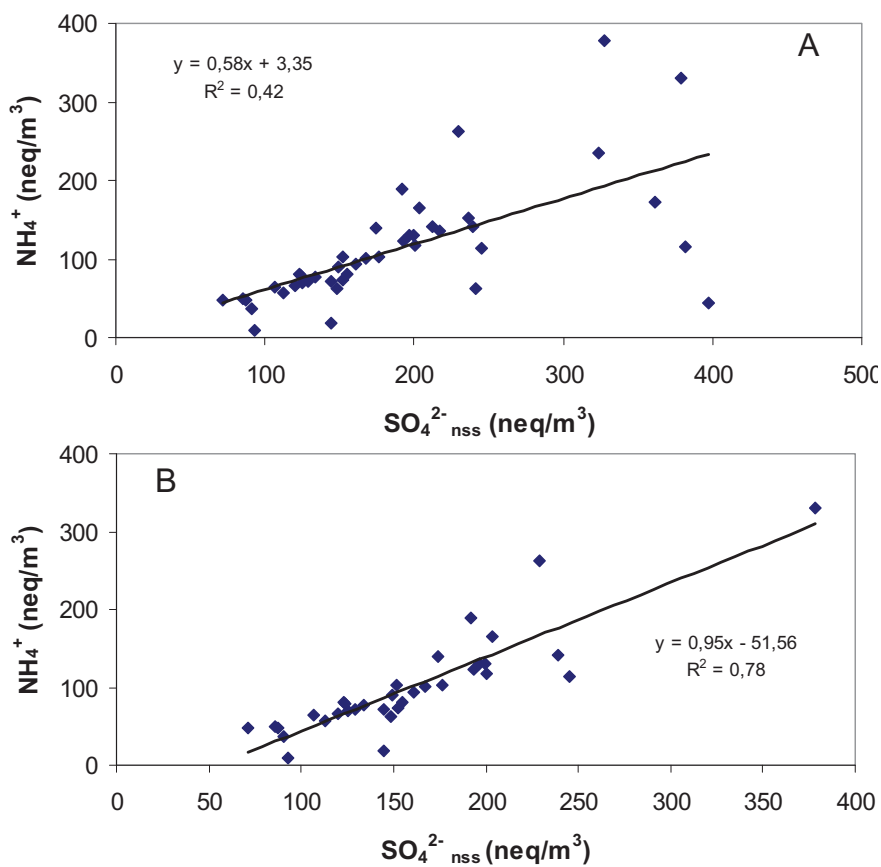 A
y = 0,58x + 3,35
R² = 0,42
400
300
200
100
0
NH₄⁺ (neq/m³)
0 100 200 300 400 500
SO₄²⁻ nss (neq/m³)
B
y = 0,95x - 51,56
R² = 0,78
400
300
200
100
0
NH₄⁺ (neq/m³)
0 50 100 150 200 250 300 350 400
SO₄²⁻ nss (neq/m³)